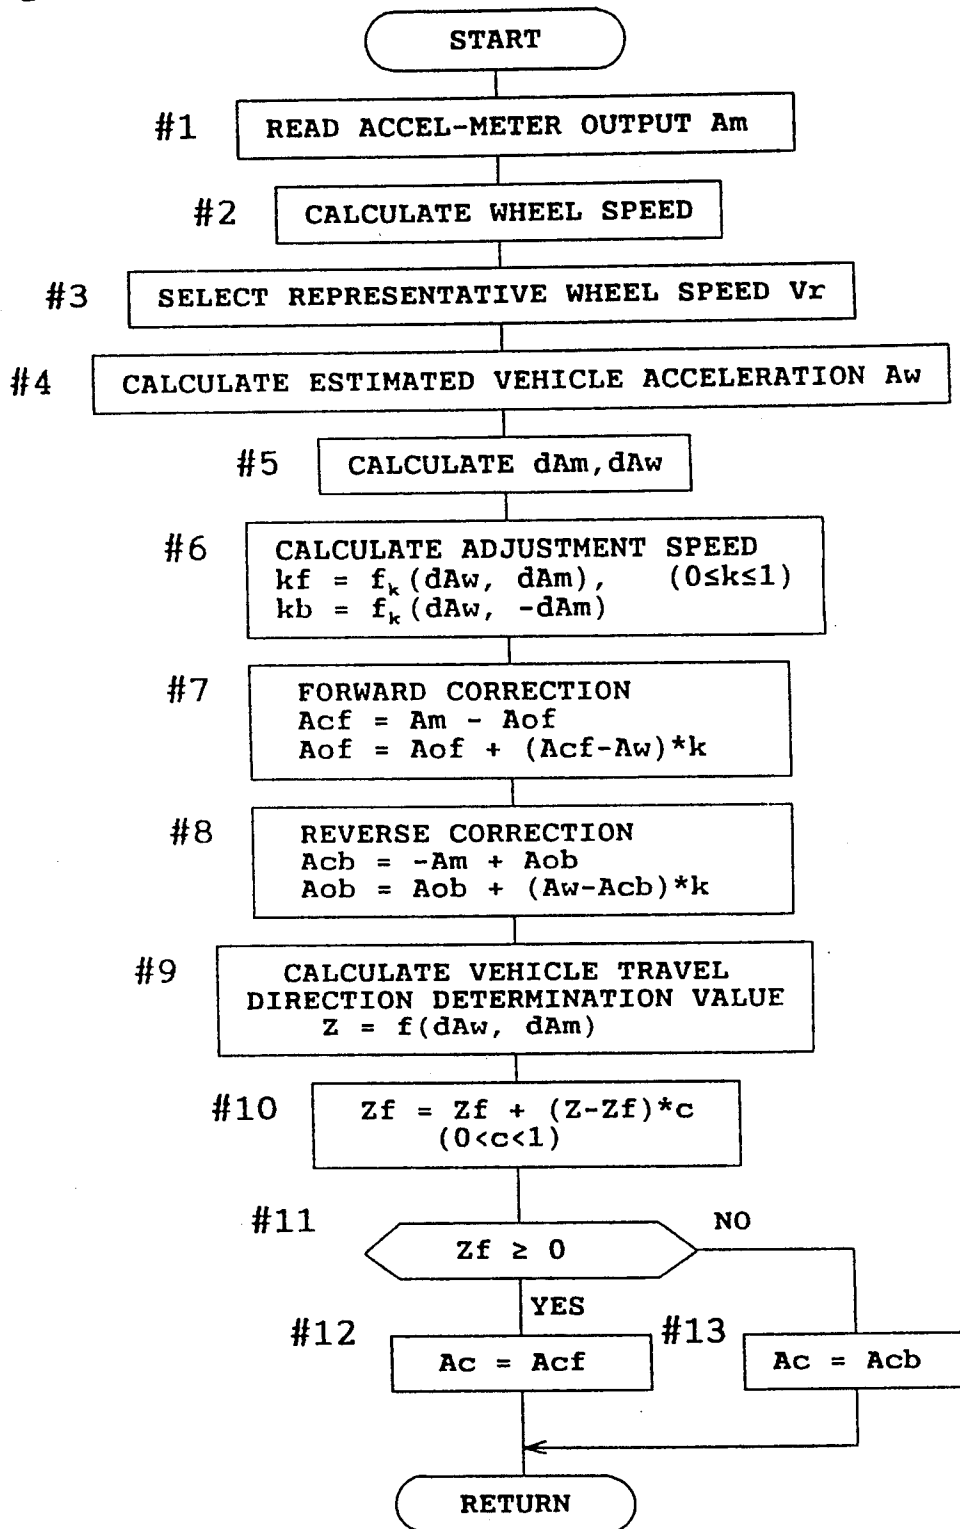 START
#1 READ ACCEL-METER OUTPUT Am
#2 CALCULATE WHEEL SPEED
#3 SELECT REPRESENTATIVE WHEEL SPEED Vr
#4 CALCULATE ESTIMATED VEHICLE ACCELERATION Aw
#5 CALCULATE dAm,dAw
#6 CALCULATE ADJUSTMENT SPEED
kf = fk(dAw, dAm), (0≤k≤1)
kb = fk(dAw, -dAm)
#7 FORWARD CORRECTION
Acf = Am - Aof
Aof = Aof + (Acf-Aw)*k
#8 REVERSE CORRECTION
Acb = -Am + Aob
Aob = Aob + (Aw-Acb)*k
#9 CALCULATE VEHICLE TRAVEL
DIRECTION DETERMINATION VALUE
Z = f(dAw, dAm)
#10 Zf = Zf + (Z-Zf)*c
(0<c<1)
#11 Zf ≥ 0 NO
YES
#12 Ac = Acf #13 Ac = Acb
RETURN